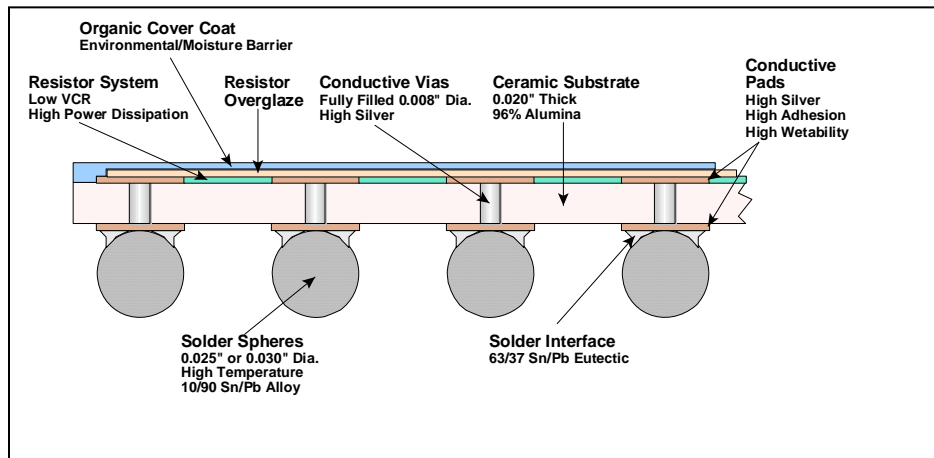 Organic Cover Coat
Environmental/Moisture Barrier
Resistor System
Low VCR
High Power Dissipation
Resistor
Overglaze
Conductive Vias
Fully Filled 0.008" Dia.
High Silver
Ceramic Substrate
0.020" Thick
96% Alumina
Conductive
Pads
High Silver
High Adhesion
High Wetability
Solder Spheres
0.025" or 0.030" Dia.
High Temperature
10/90 Sn/Pb Alloy
Solder Interface
63/37 Sn/Pb Eutectic